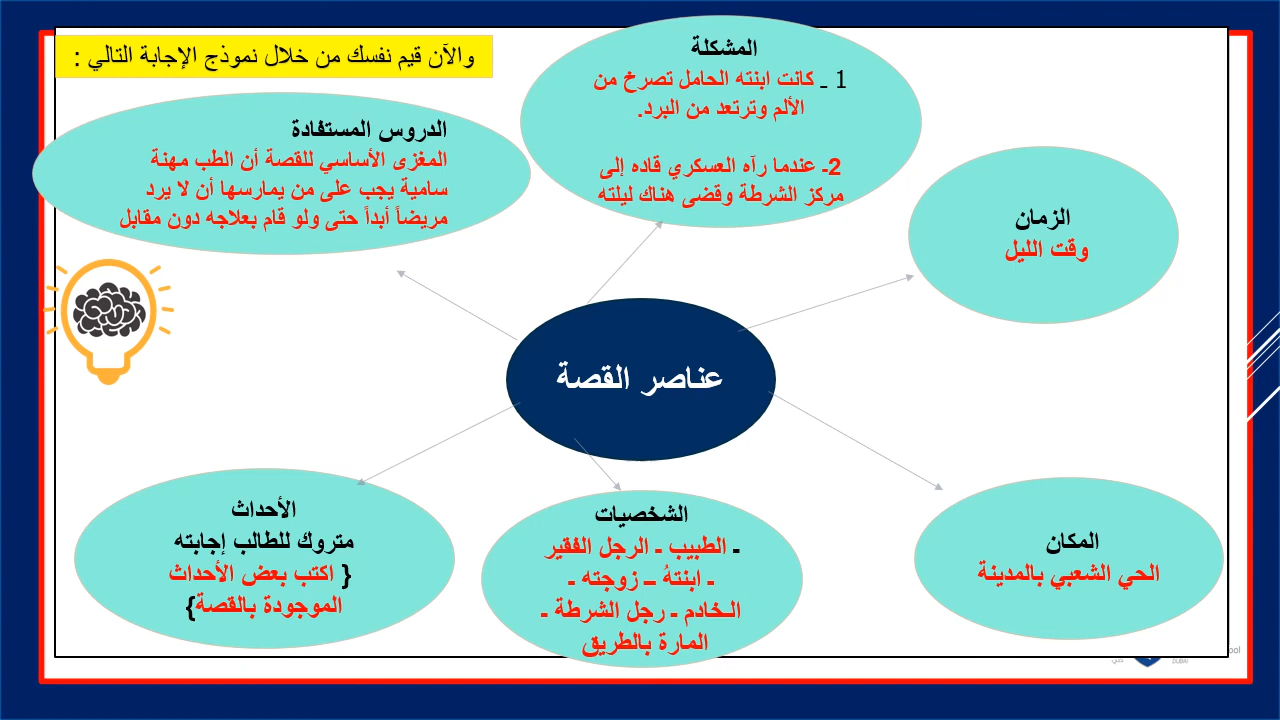 والآن قيم نفسك من خلال نموذج الإجابة التالي :
المشكلة
1 ـ كانت ابنته الحامل تصرخ من
الألم وترتعد من البرد.
2ـ عندما رآه العسكري قاده إلى
مركز الشرطة وقضى هناك ليلته
الدروس المستفادة
المغزى الأساسي للقصة أن الطب مهنة
سامية يجب على من يمارسها أن لا يرد
مريضاً أبداً حتى ولو قام بعلاجه دون مقابل
الزمان
وقت الليل
عناصر القصة
الأحداث
متروك للطالب إجابته
{ اكتب بعض الأحداث
الموجودة بالقصة}
الشخصيات
ـ الطبيب ـ الرجل الفقير
ـ ابنتهُ – زوجته ـ
الخادم ـ رجل الشرطة ـ
المارة بالطريق
المكان
الحي الشعبي بالمدينة
دبي
DUBAI
ool